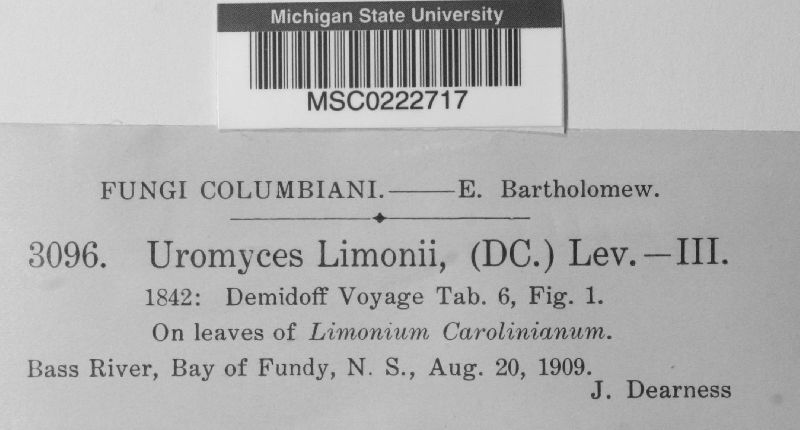 Michigan State University
MSC0222717
FUNGI COLUMBIANI.——E. Bartholomew.
3096. Uromyces Limonii, (DC.) Lev.—III.
1842: Demidoff Voyage Tab. 6, Fig. 1.
On leaves of Limonium Carolinianum.
Bass River, Bay of Fundy, N. S., Aug. 20, 1909.
J. Dearness